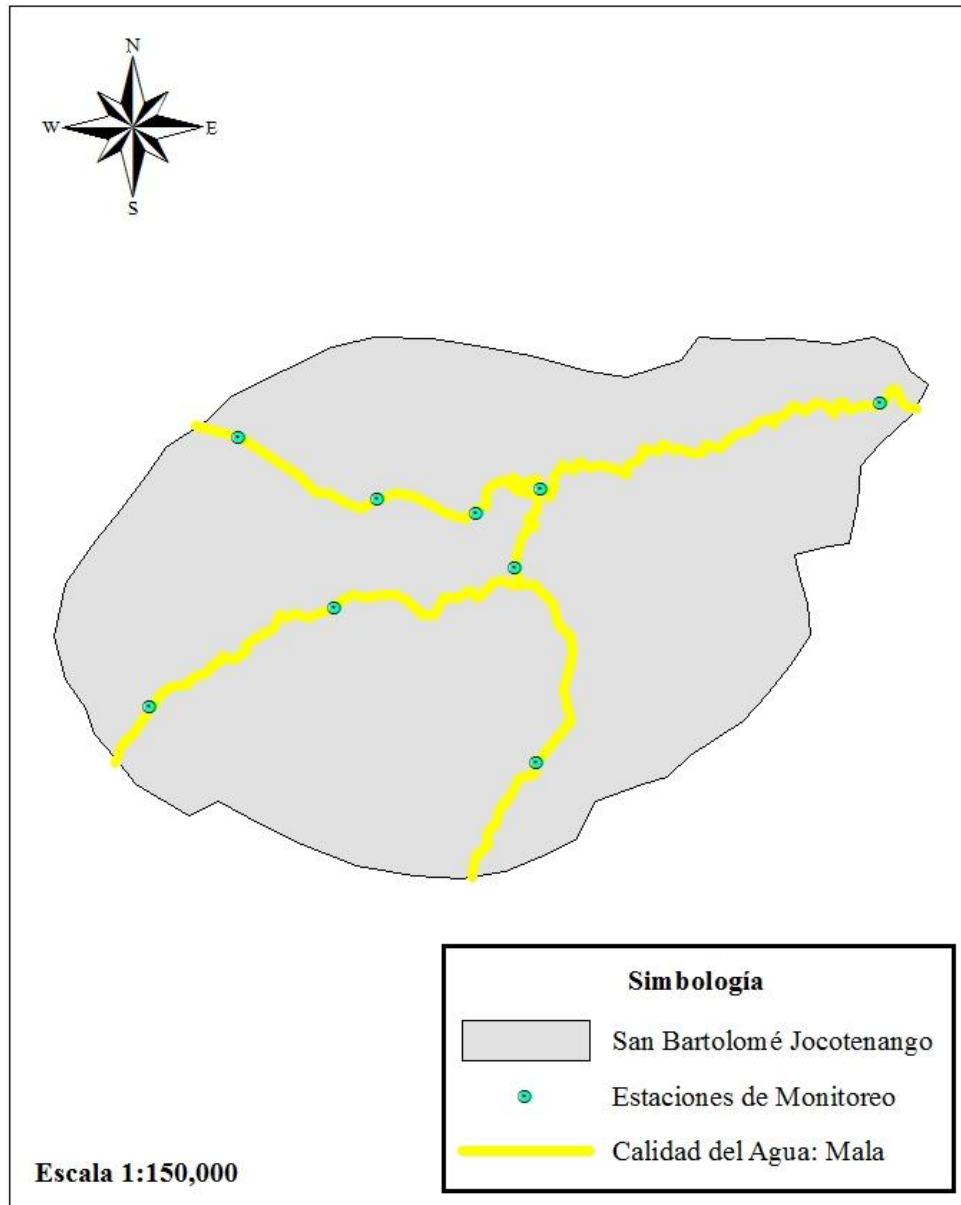 N
W E
S
Simbología
San Bartolomé Jocotenango
Estaciones de Monitoreo
Calidad del Agua: Mala
Escala 1:150,000